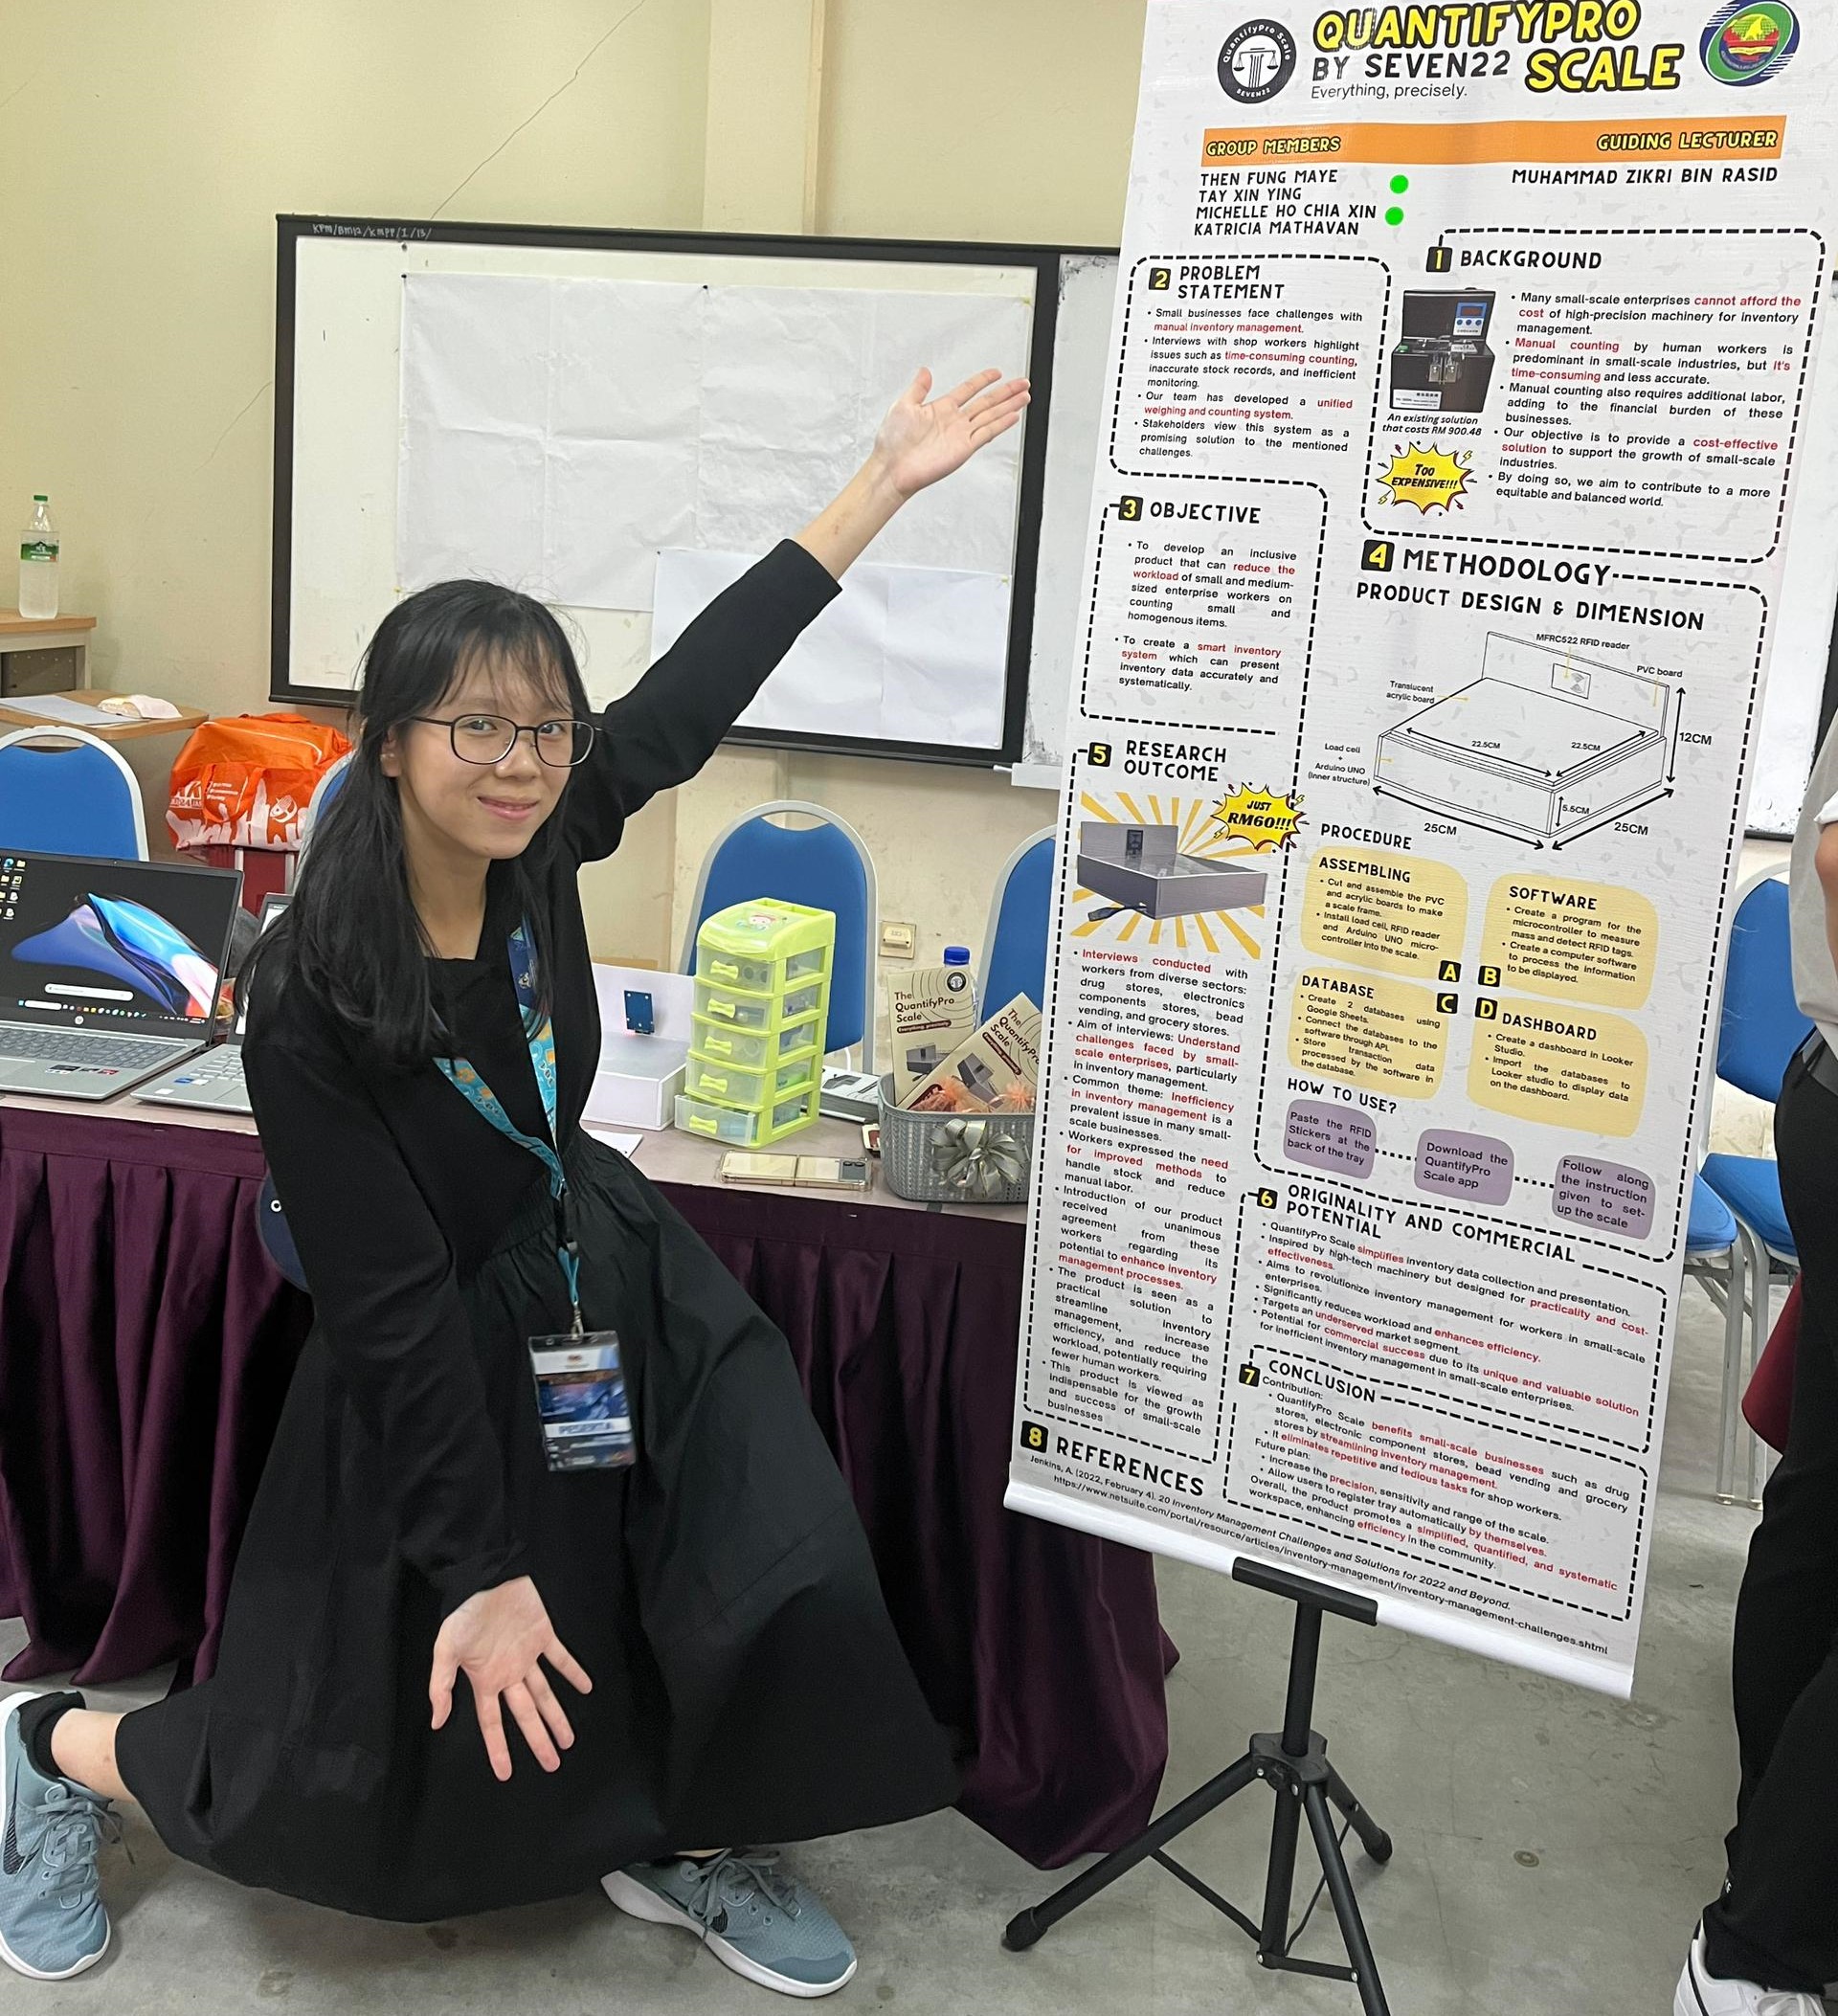 QuantifyPro Scale
SEVEN22
QUANTIFYPRO
BY SEVEN22 SCALE
Everything, precisely.
GROUP MEMBERS
GUIDING LECTURER
THEN FUNG MAYE
TAY XIN YING
MICHELLE HO CHIA XIN
KATRICIA MATHAVAN
MUHAMMAD ZIKRI BIN RASID
1 BACKGROUND
• Many small-scale enterprises cannot afford the
cost of high-precision machinery for inventory
management.
• Manual counting by human workers is
predominant in small-scale industries, but it's
time-consuming and less accurate.
• Manual counting also requires additional labor,
adding to the financial burden of these
businesses.
• Our objective is to provide a cost-effective
solution to support the growth of small-scale
industries.
• By doing so, we aim to contribute to a more
equitable and balanced world.
An existing solution
that costs RM 900.48
TOO
EXPENSIVE!!!
2 PROBLEM
STATEMENT
• Small businesses face challenges with
manual inventory management.
• Interviews with shop workers highlight
issues such as time-consuming counting,
inaccurate stock records, and inefficient
monitoring.
• Our team has developed a unified
weighing and counting system.
• Stakeholders view this system as a
promising solution to the mentioned
challenges.
3 OBJECTIVE
• To develop an inclusive
product that can reduce the
workload of small and medium-
sized enterprise workers on
counting small and
homogenous items.
• To create a smart inventory
system which can present
inventory data accurately and
systematically.
4 METHODOLOGY
PRODUCT DESIGN & DIMENSION
MFRC522 RFID reader
PVC board
Translucent
acrylic board
22.5CM
22.5CM
12CM
Load cell
+
Arduino UNO
(inner structure)
5.5CM
25CM
25CM
PROCEDURE
ASSEMBLING
• Cut and assemble the PVC
and acrylic boards to make
a scale frame.
• Install load cell, RFID reader
and Arduino UNO micro-
controller into the scale.
A
SOFTWARE
• Create a program for the
microcontroller to measure
mass and detect RFID tags.
• Create a computer software
to process the information
to be displayed.
B
DATABASE
• Create 2 databases using
Google Sheets.
• Connect the databases to the
software through API.
• Store transaction data
processed by the software in
the database.
C
D DASHBOARD
• Create a dashboard in Looker
Studio.
• Import the databases to
Looker studio to display data
on the dashboard.
HOW TO USE?
Paste the RFID
Stickers at the
back of the tray
Download the
QuantifyPro
Scale app
Follow along
the instruction
given to set-
up the scale
5 RESEARCH
OUTCOME
JUST
RM60!!!
• Interviews conducted with
workers from diverse sectors:
drug stores, electronics
components stores, bead
vending, and grocery stores.
• Aim of interviews: Understand
challenges faced by small-
scale enterprises, particularly
in inventory management.
• Common theme: Inefficiency
in inventory management is a
prevalent issue in many small-
scale businesses.
• Workers expressed the need
for improved methods to
handle stock and reduce
manual labor.
• Introduction of our product
received unanimous
agreement from these
workers regarding its
potential to enhance inventory
management processes.
• The product is seen as a
practical solution to
streamline inventory
management, increase
efficiency, and reduce the
workload, potentially requiring
fewer human workers.
• This product is viewed as
indispensable for the growth
and success of small-scale
businesses
6 ORIGINALITY AND COMMERCIAL
POTENTIAL
• QuantifyPro Scale simplifies inventory data collection and presentation.
• Inspired by high-tech machinery but designed for practicality and cost-
effectiveness.
• Aims to revolutionize inventory management for workers in small-scale
enterprises.
• Significantly reduces workload and enhances efficiency.
• Targets an underserved market segment.
• Potential for commercial success due to its unique and valuable solution
for inefficient inventory management in small-scale enterprises.
7 CONCLUSION
Contribution:
• QuantifyPro Scale benefits small-scale businesses such as drug
stores, electronic component stores, bead vending and grocery
stores by streamlining inventory management.
• It eliminates repetitive and tedious tasks for shop workers.
Future plan:
• Increase the precision, sensitivity and range of the scale.
• Allow users to register tray automatically by themselves.
Overall, the product promotes a simplified, quantified, and systematic
workspace, enhancing efficiency in the community.
8 REFERENCES
Jenkins, A. (2022, February 4). 20 Inventory Management Challenges and Solutions for 2022 and Beyond.
https://www.netsuite.com/portal/resource/articles/inventory-management/inventory-management-challenges.shtml
The
QuantifyPro
Scale
Everything, precisely.
The
QuantifyPro
Scale